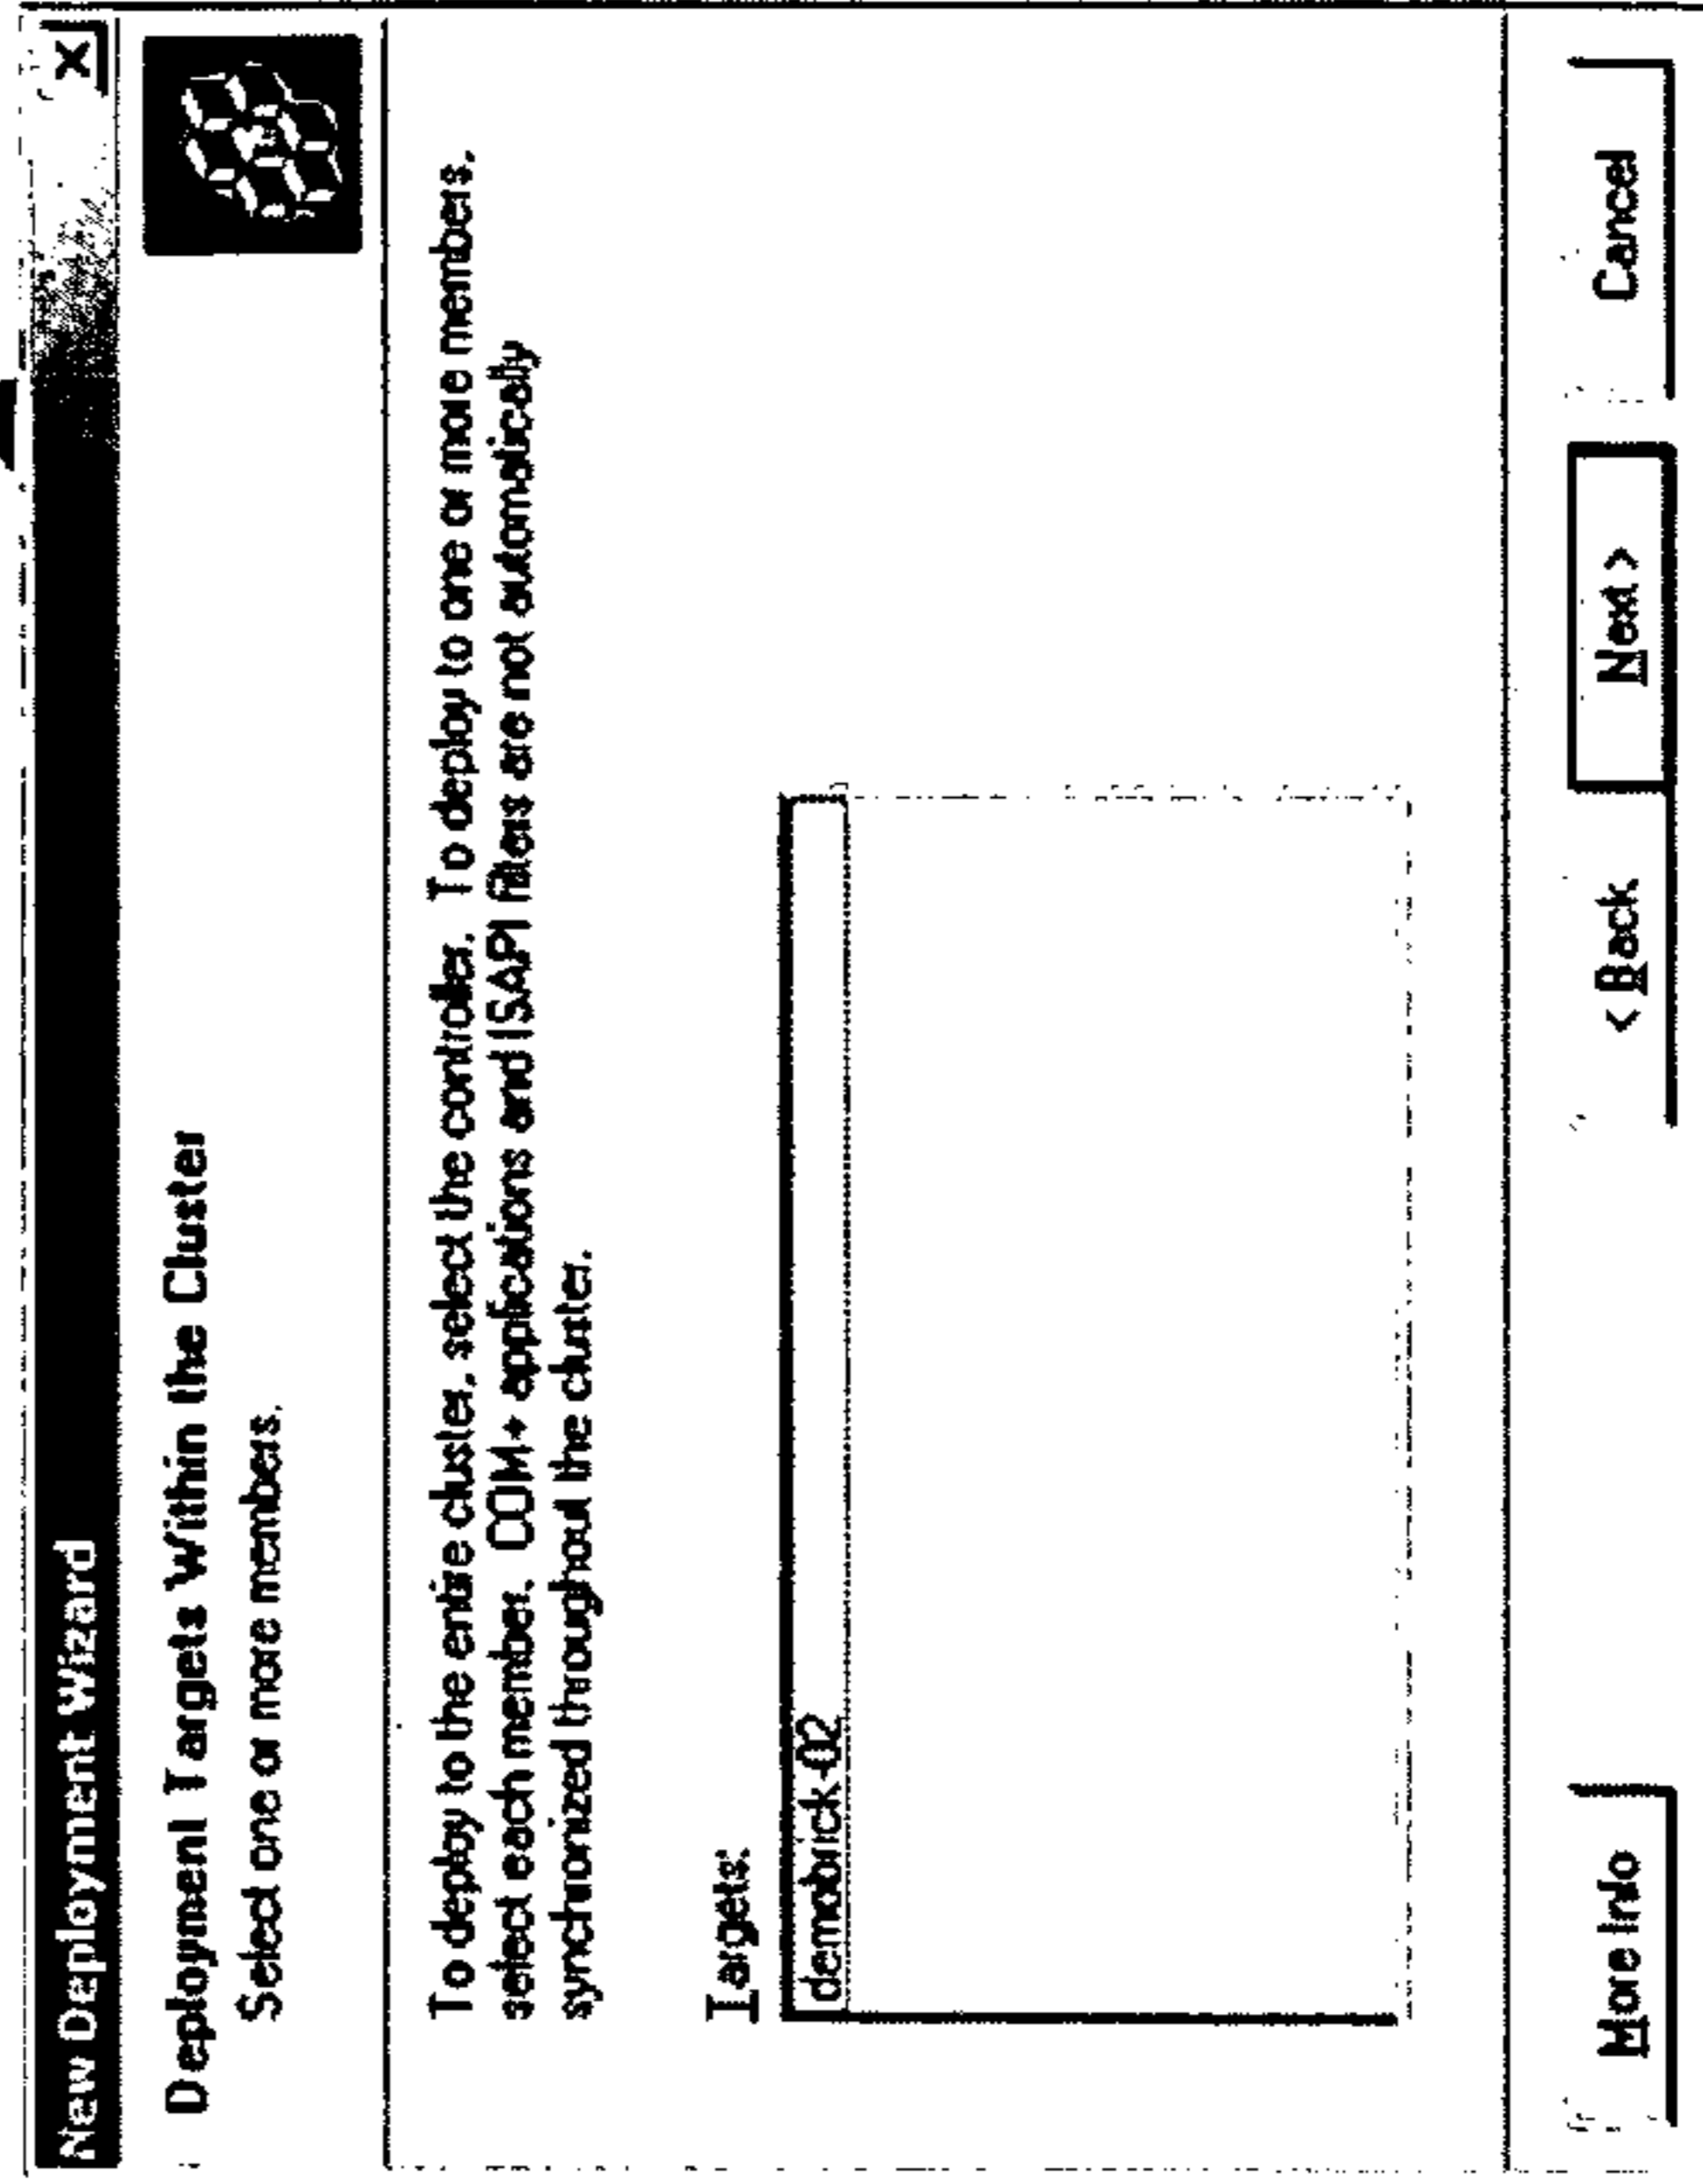 New Deployment Wizard
X
Deployment Targets Within the Cluster
Select one or more members.
To deploy to the entire cluster, select the controller. To deploy to one or more members,
select each member. COM+ applications and ISAPI filters are not automatically
synchronized throughout the cluster.
Targets:
demobrick-02
More Info
< Back
Next >
Cancel